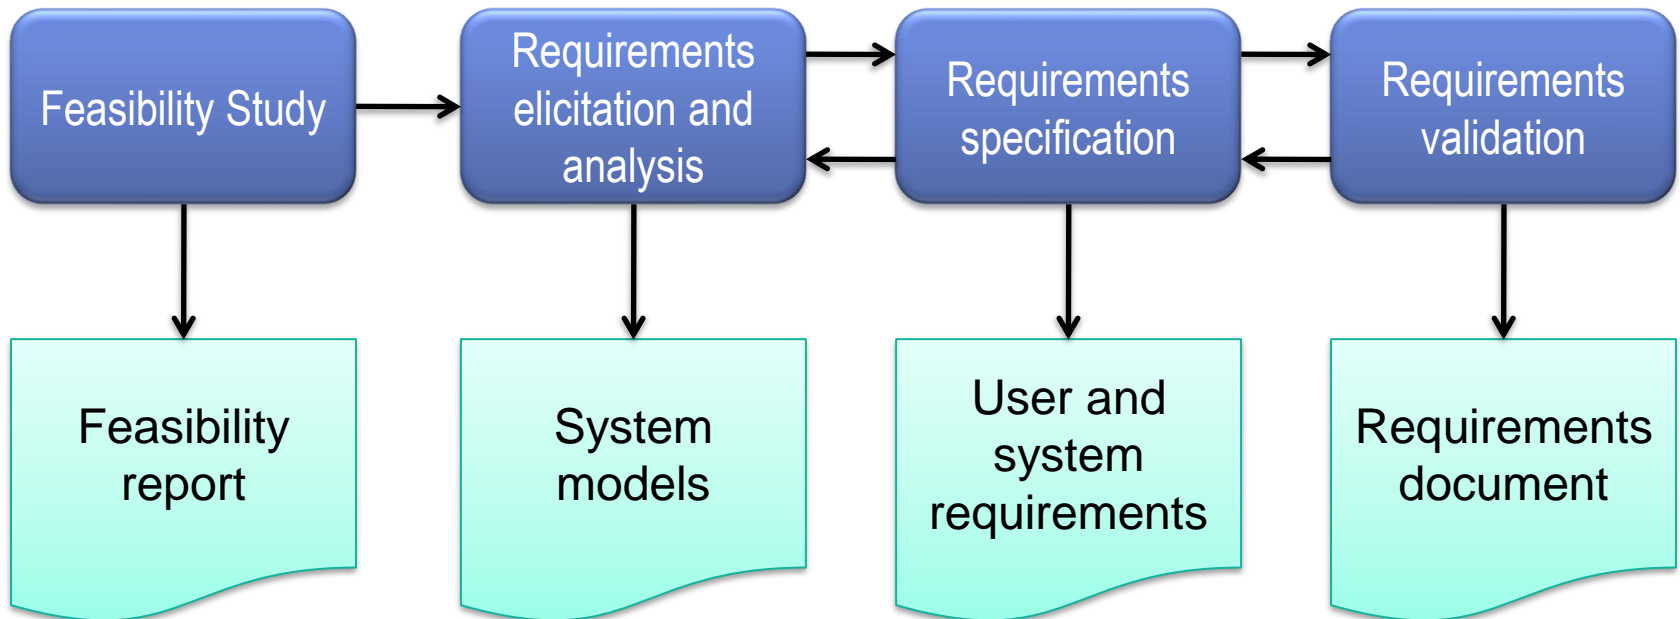 Feasibility Study
Requirements
elicitation and
analysis
Requirements
specification
Requirements
validation
Feasibility
report
System
models
User and
system
requirements
Requirements
document